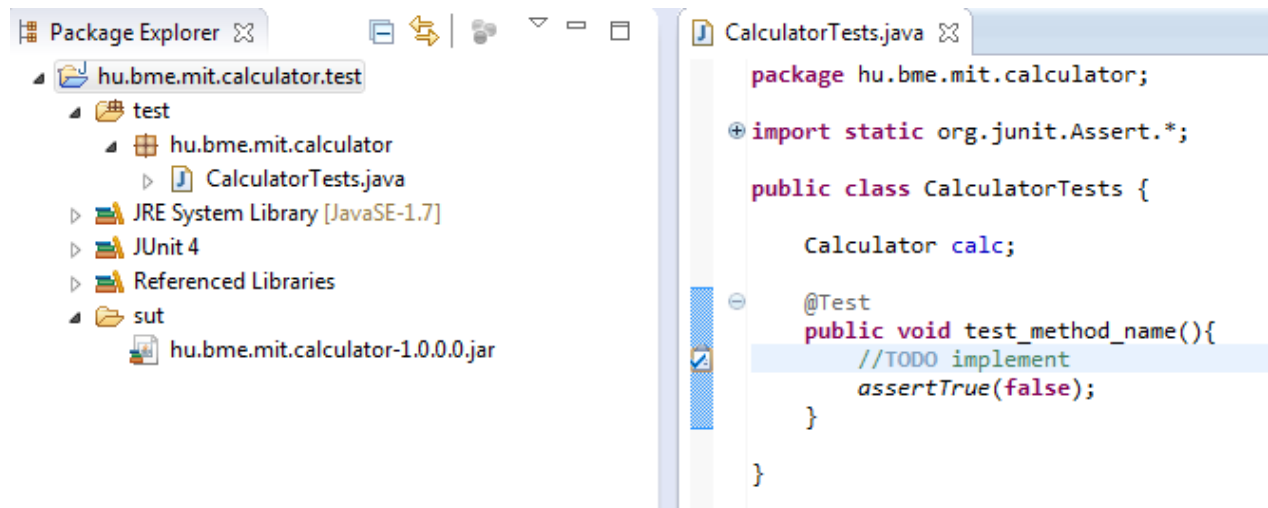 Package Explorer
hu.bme.mit.calculator.test
test
hu.bme.mit.calculator
CalculatorTests.java
JRE System Library [JavaSE-1.7]
JUnit 4
Referenced Libraries
sut
hu.bme.mit.calculator-1.0.0.0.jar
CalculatorTests.java
package hu.bme.mit.calculator;
import static org.junit.Assert.*;
public class CalculatorTests {
Calculator calc;
@Test
public void test_method_name(){
//TODO implement
assertTrue(false);
}
}